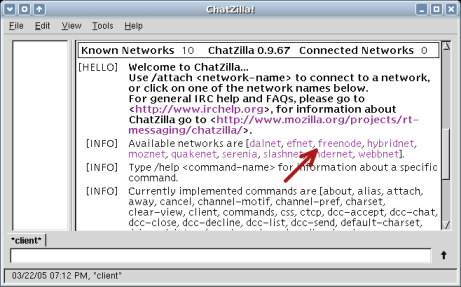 ChatZilla!
File Edit View Tools Help
Known Networks 10 ChatZilla 0.9.67 Connected Networks 0
[HELLO] Welcome to ChatZilla...
Use /attach <network-name> to connect to a network,
or click on one of the network names below.
For general IRC help and FAQs, please go to
<http://www.irchelp.org>, for information about
ChatZilla go to <http://www.mozilla.org/projects/rt-
messaging/chatzilla/>.
[INFO] Available networks are [dalnet, efnet, freenode, hybridnet,
moznet, quakenet, serenia, slashnet, undernet, webbnet].
[INFO] Type /help <command-name> for information about a specific
command.
[INFO] Currently implemented commands are [about, alias, attach,
away, cancel, channel-motif, channel-pref, charset,
clear-view, client, commands, css, ctcp, dcc-accept, dcc-chat,
dcc-close, dcc-decline, dcc-list, dcc-send, default-charset,
*client*
03/22/05 07:12 PM, *client*